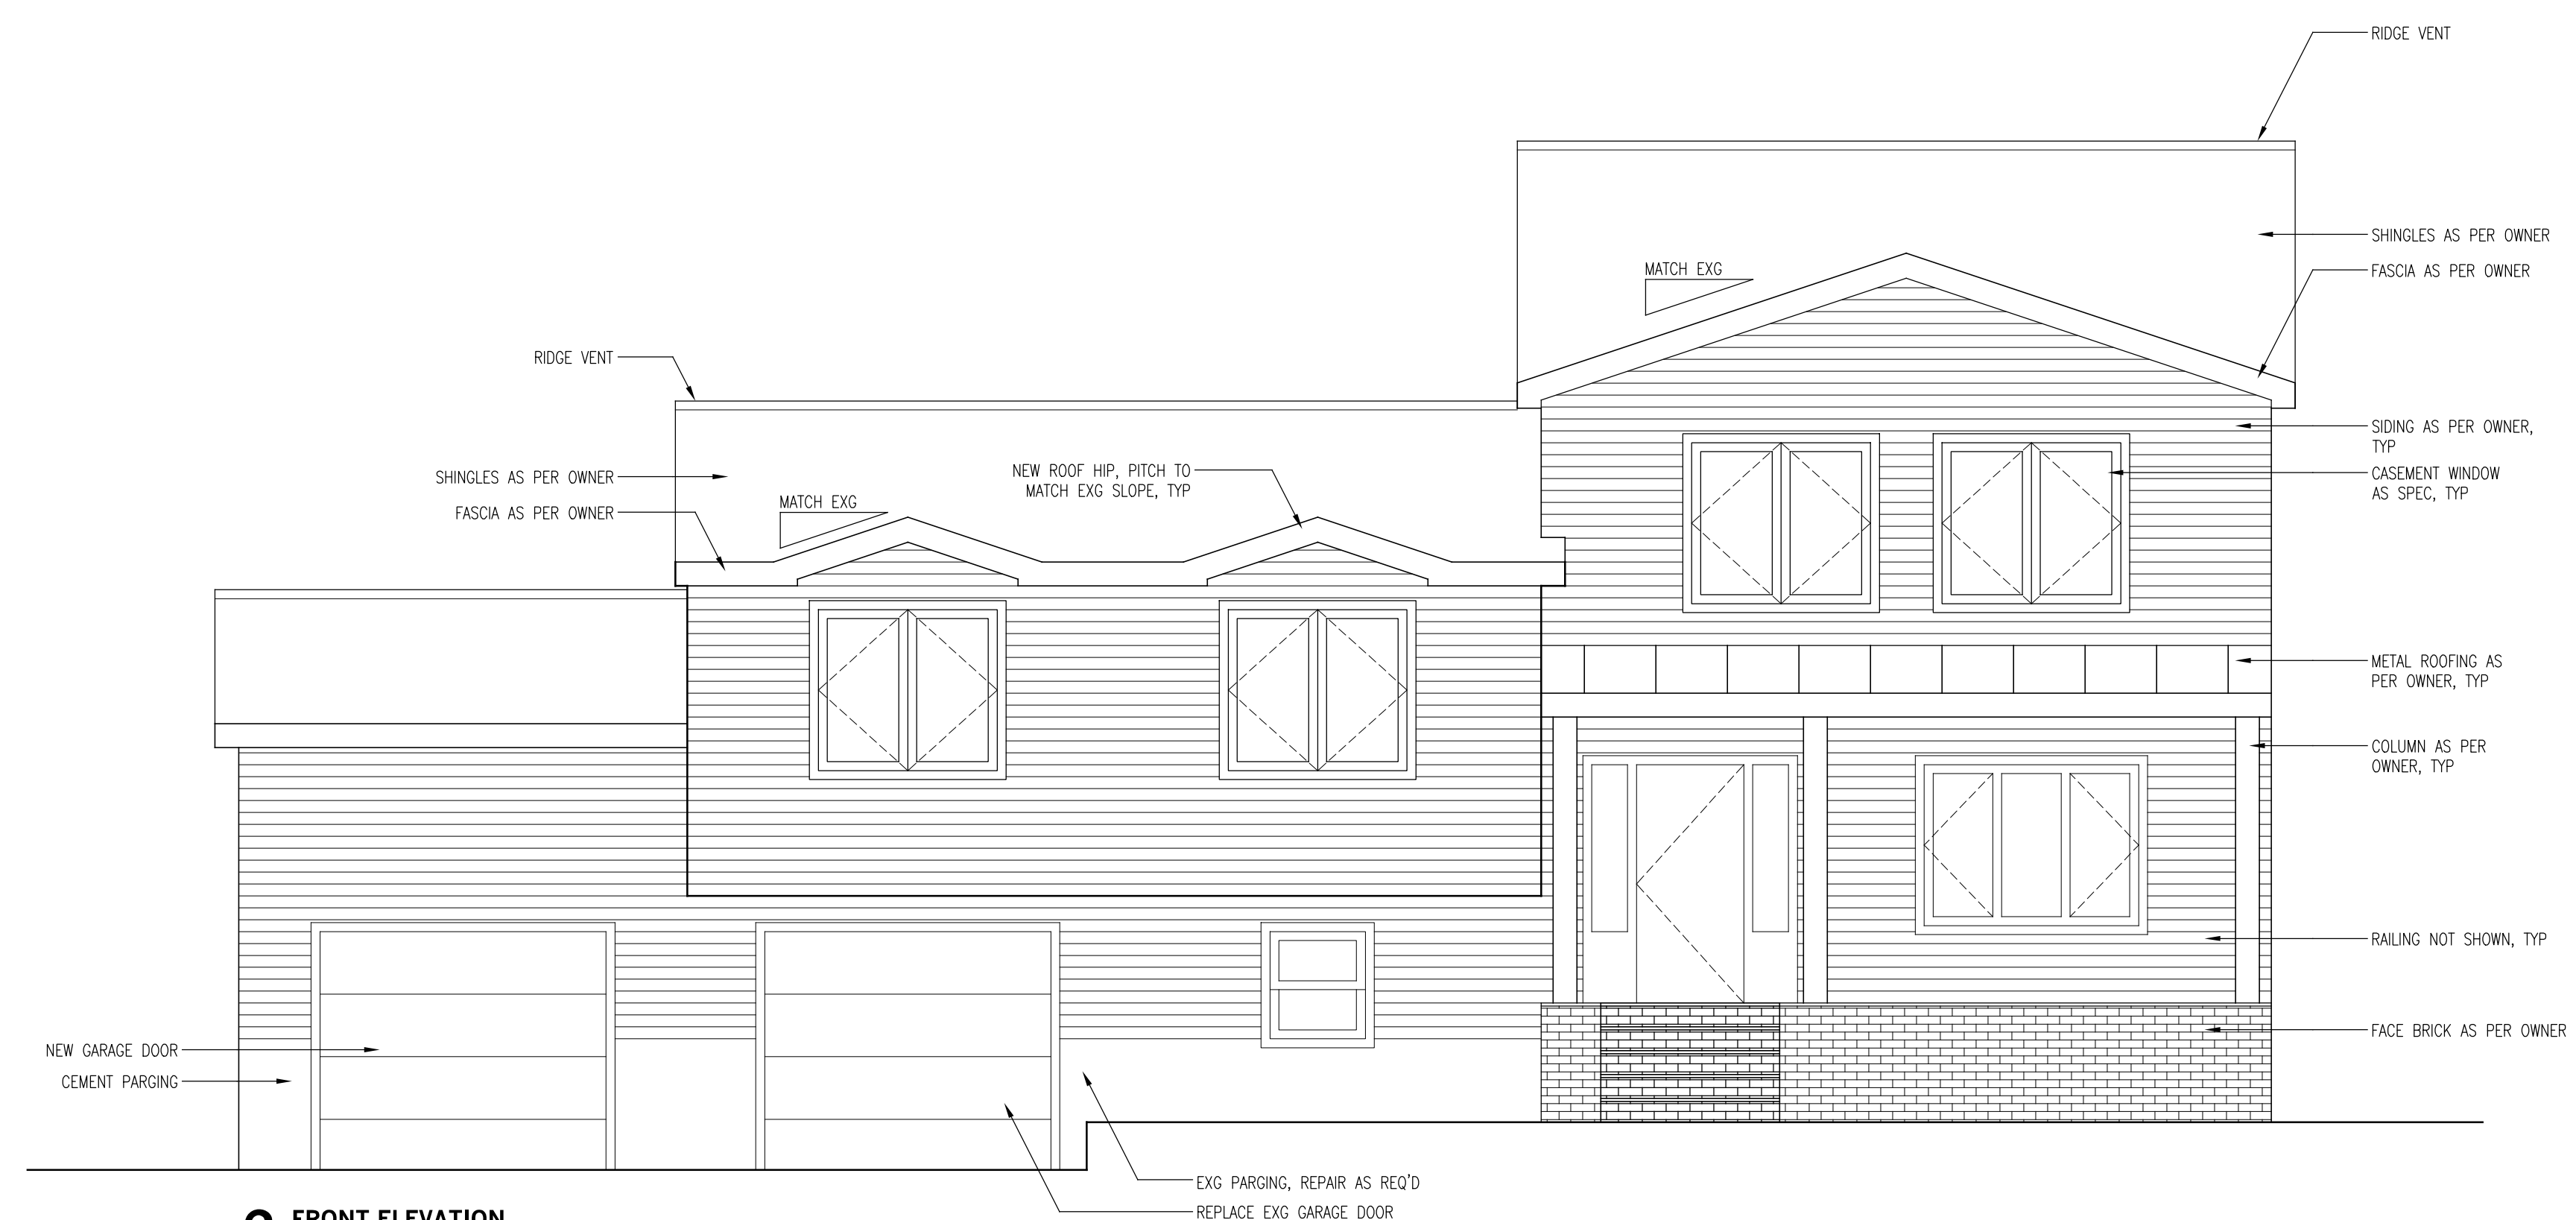 RIDGE VENT
SHINGLES AS PER OWNER
FASCIA AS PER OWNER
MATCH EXG
RIDGE VENT
SIDING AS PER OWNER,
TYP
CASEMENT WINDOW
AS SPEC, TYP
NEW ROOF HIP, PITCH TO
MATCH EXG SLOPE, TYP
SHINGLES AS PER OWNER
MATCH EXG
FASCIA AS PER OWNER
METAL ROOFING AS
PER OWNER, TYP
COLUMN AS PER
OWNER, TYP
RAILING NOT SHOWN, TYP
FACE BRICK AS PER OWNER
NEW GARAGE DOOR
CEMENT PARGING
EXG PARGING, REPAIR AS REQ'D
REPLACE EXG GARAGE DOOR
FRONT ELEVATION